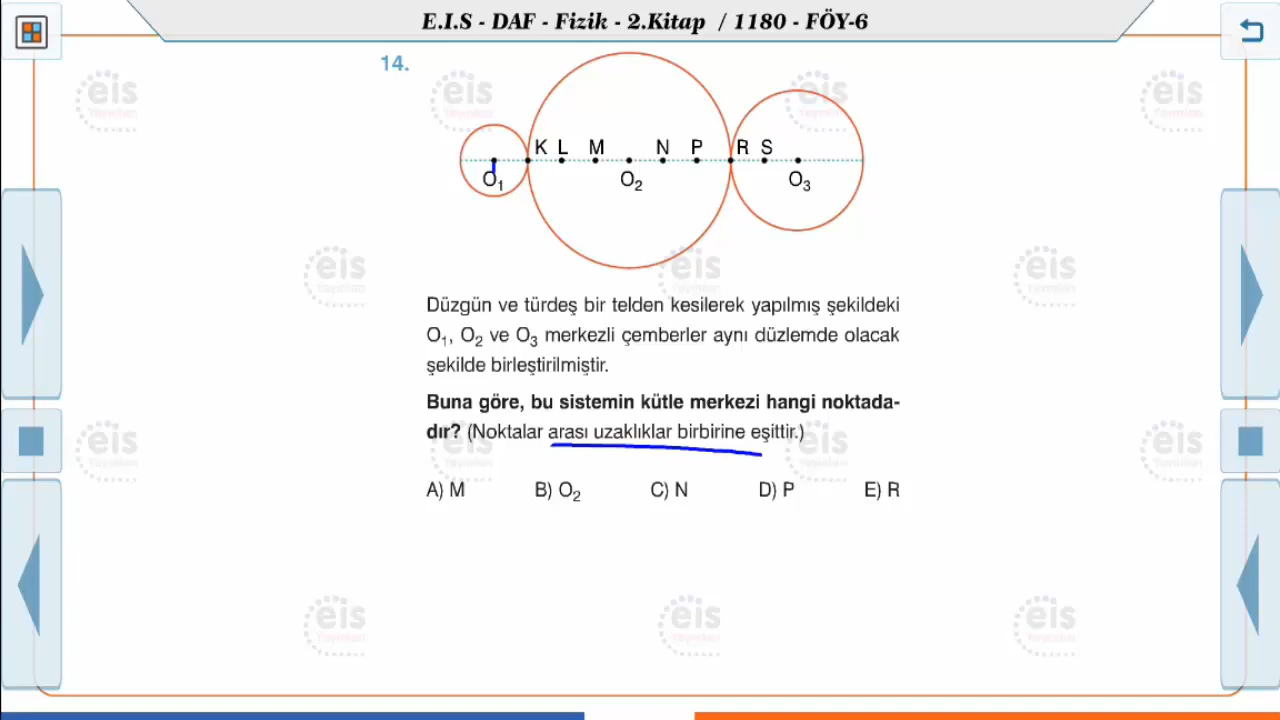 E.I.S - DAF - Fizik - 2.Kitap / 1180 - FÖY-6
14.
K L M N P R S
O1 O2 O3
Düzgün ve türdeş bir telden kesilerek yapılmış şekildeki
O1, O2 ve O3 merkezli çemberler aynı düzlemde olacak
şekilde birleştirilmiştir.
Buna göre, bu sistemin kütle merkezi hangi noktada-
dır? (Noktalar arası uzaklıklar birbirine eşittir.)
A) M B) O2 C) N D) P E) R
eis
Yayınları